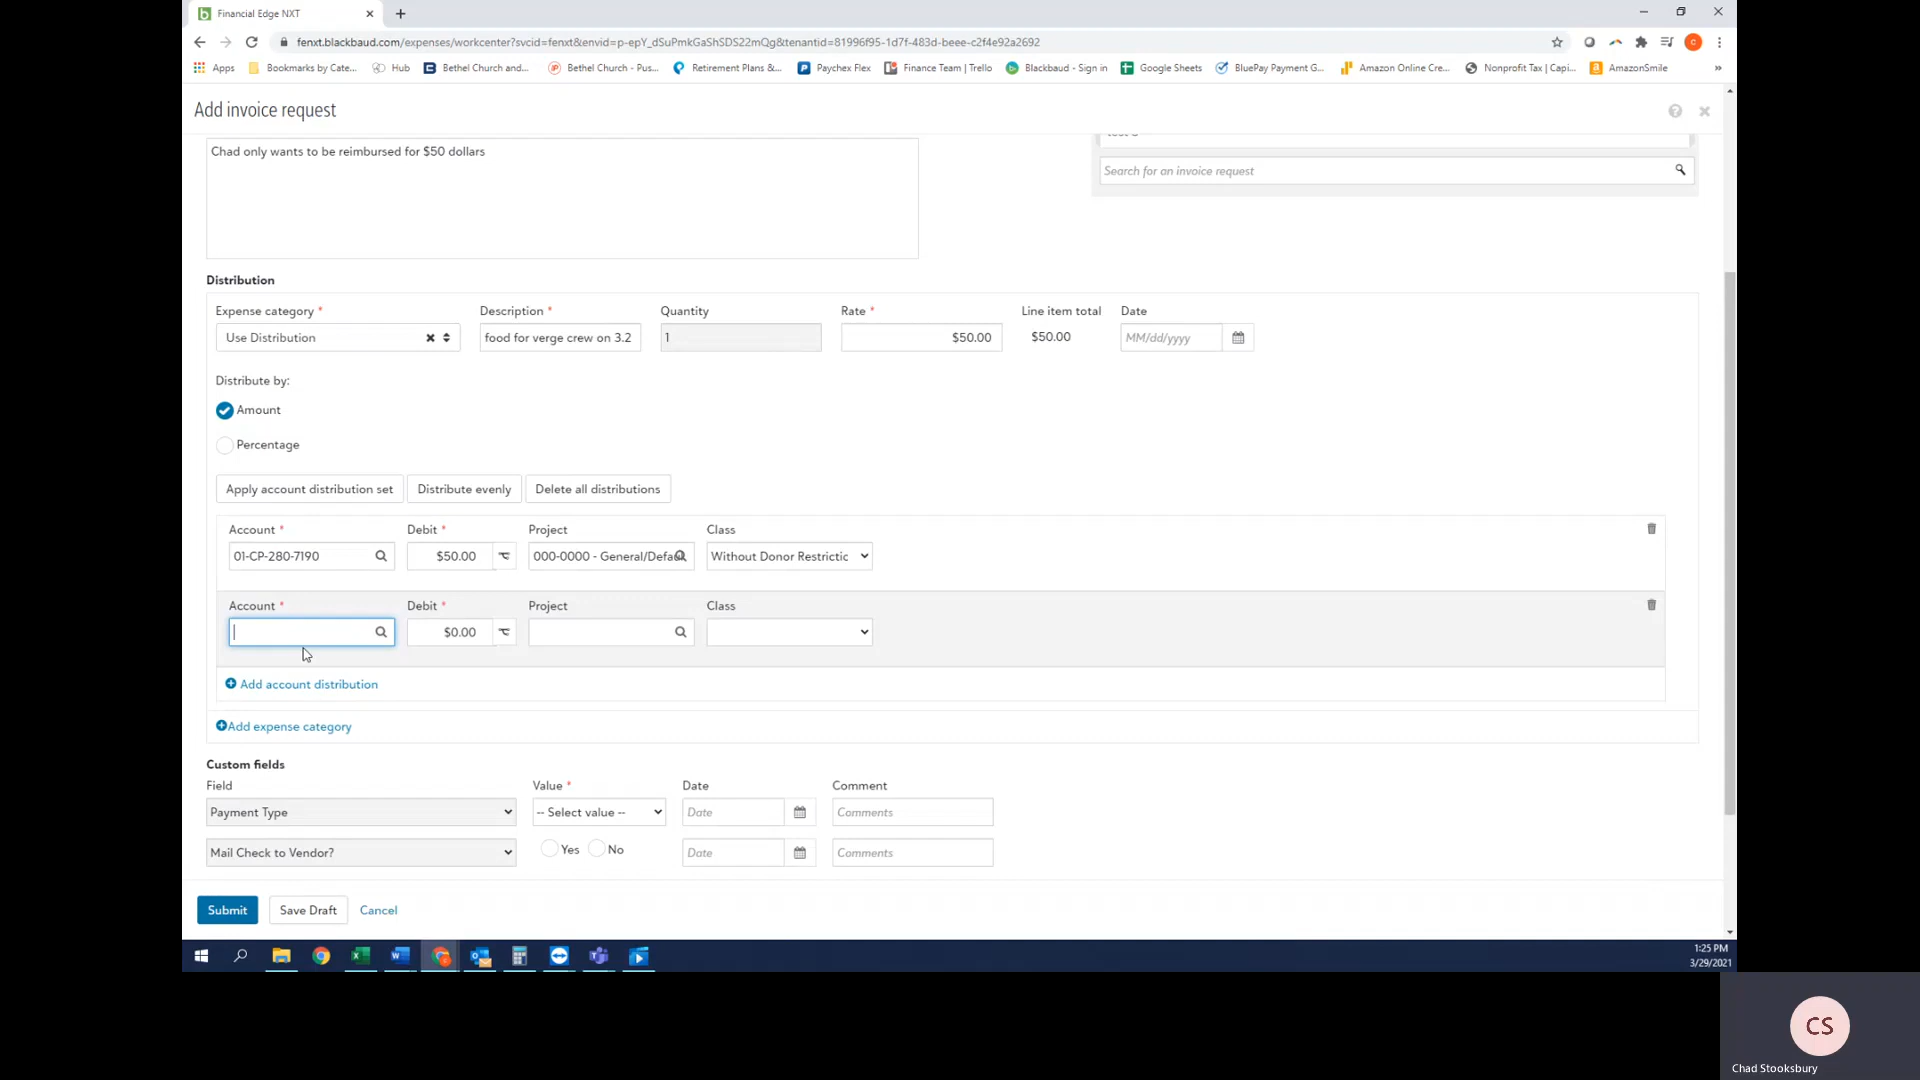 Financial Edge NXT
fenxt.blackbaud.com/expenses/workcenter?svcid=fenxt&envid=p-epY_dSuPmkGaShSDS22mQg&tenantid=81996f95-1d7f-483d-beee-c2f4e92a2692
Apps Bookmarks by Cate... Hub Bethel Church and... Bethel Church - Pus... Retirement Plans &... Paychex Flex Finance Team | Trello Blackbaud - Sign in Google Sheets BluePay Payment G... Amazon Online Cre... Nonprofit Tax | Capi... AmazonSmile »
Add invoice request
Chad only wants to be reimbursed for $50 dollars
Search for an invoice request
Distribution
Expense category * Description * Quantity Rate * Line item total Date
Use Distribution food for verge crew on 3.2 1 $50.00 $50.00 MM/dd/yyyy
Distribute by:
Amount
Percentage
Apply account distribution set Distribute evenly Delete all distributions
Account * Debit * Project Class
01-CP-280-7190 $50.00 000-0000 - General/Defau Without Donor Restrictic
Account * Debit * Project Class
$0.00
Add account distribution
Add expense category
Custom fields
Field Value * Date Comment
Payment Type -- Select value -- Date Comments
Mail Check to Vendor? Yes No Date Comments
Submit Save Draft Cancel
1:25 PM
3/29/2021
CS
Chad Stooksbury